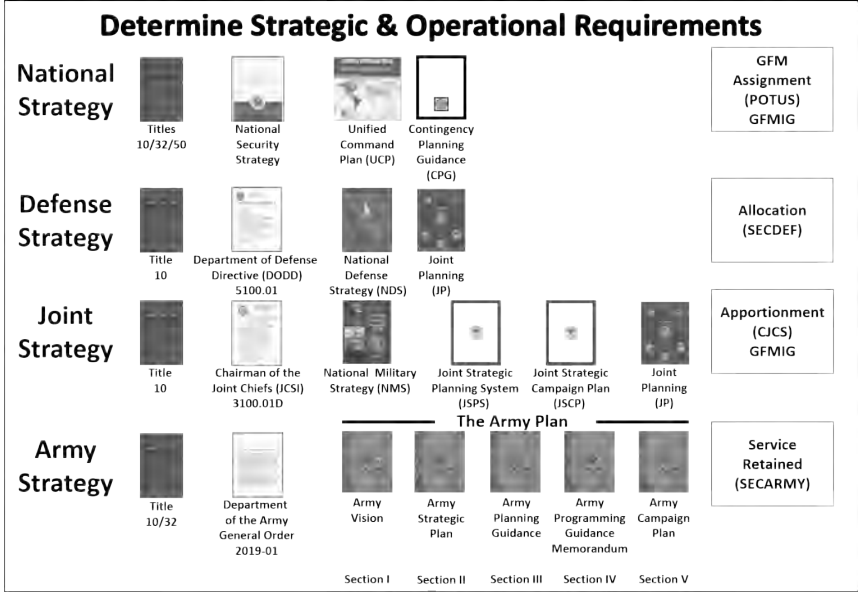 Determine Strategic & Operational Requirements
National
Strategy
Titles
10/32/50
National
Security
Strategy
Unified
Command
Plan (UCP)
Contingency
Planning
Guidance
(CPG)
GFM
Assignment
(POTUS)
GFMIG
Defense
Strategy
Title
10
Department of Defense
Directive (DODD)
5100.01
National
Defense
Strategy (NDS)
Joint
Planning
(JP)
Allocation
(SECDEF)
Joint
Strategy
Title
10
Chairman of the
Joint Chiefs (JCSI)
3100.01D
National Military
Strategy (NMS)
Joint Strategic
Planning System
(JSPS)
Joint Strategic
Campaign Plan
(JSCP)
Joint
Planning
(JP)
Apportionment
(CJCS)
GFMIG
The Army Plan
Army
Strategy
Title
10/32
Department
of the Army
General Order
2019-01
Army
Vision
Army
Strategic
Plan
Army
Planning
Guidance
Army
Programming
Guidance
Memorandum
Army
Campaign
Plan
Service
Retained
(SECARMY)
Section I
Section II
Section III
Section IV
Section V